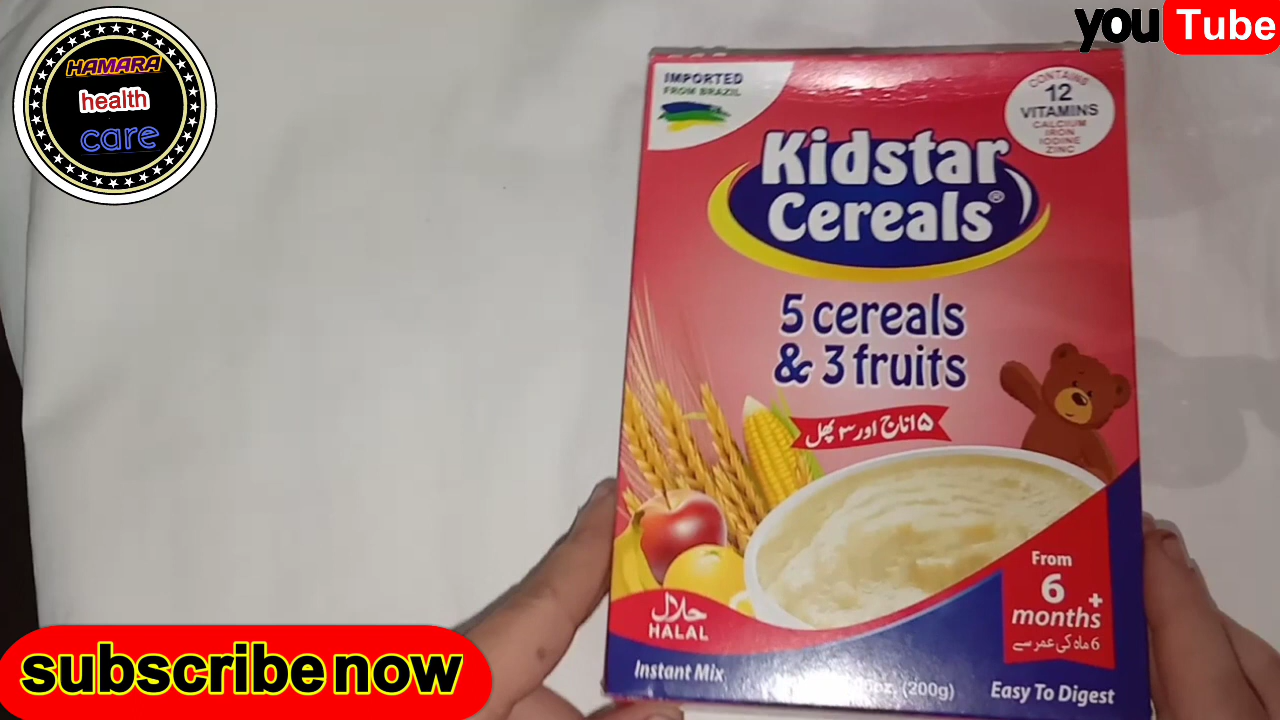 HAMARA
health
care
you Tube
IMPORTED
FROM BRAZIL
CONTAINS
12
VITAMINS
CALCIUM
IRON
IODINE
ZINC
Kidstar
Cereals®
5 cereals
& 3 fruits
۵ اناج اور ۳ پھل
From
6+
months
6 ماہ کی عمر سے
حلال
HALAL
Instant Mix
oz. (200g)
Easy To Digest
subscribe now